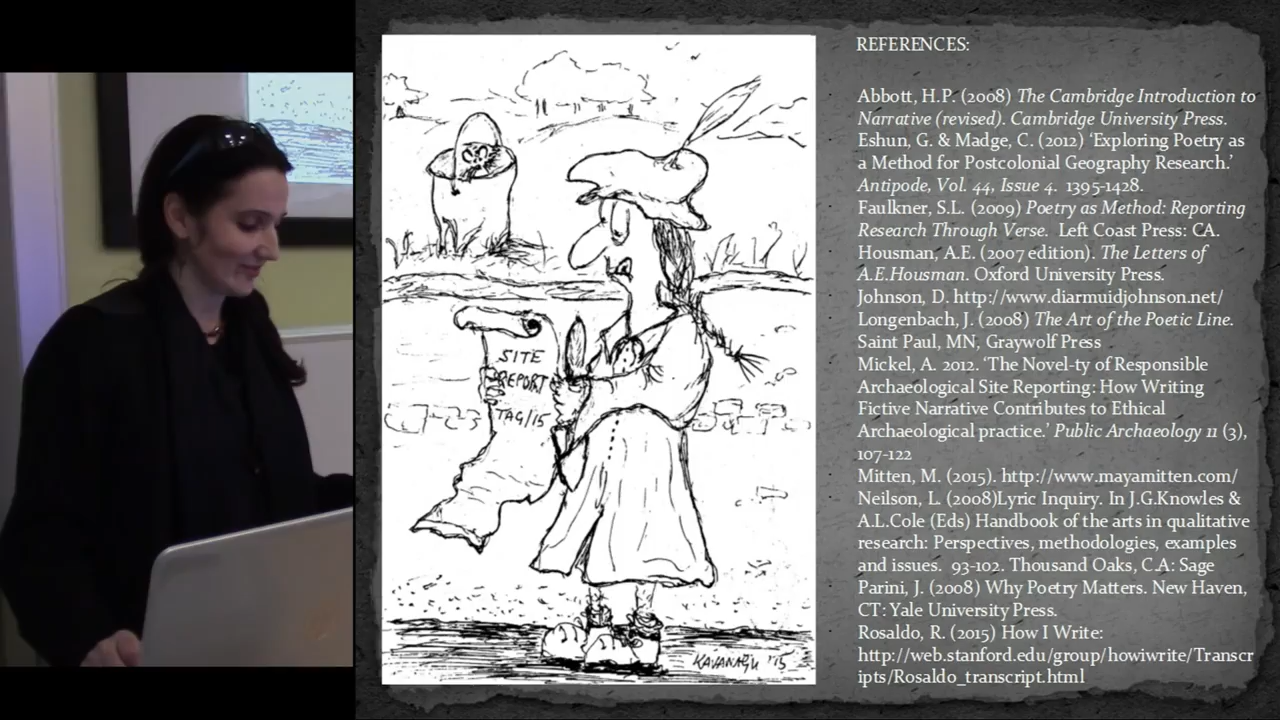 SITE
REPORT
TAG/15
KAVANAGH '15
REFERENCES:
Abbott, H.P. (2008) The Cambridge Introduction to
Narrative (revised). Cambridge University Press.
Eshun, G. & Madge, C. (2012) ‘Exploring Poetry as
a Method for Postcolonial Geography Research.’
Antipode, Vol. 44, Issue 4. 1395-1428.
Faulkner, S.L. (2009) Poetry as Method: Reporting
Research Through Verse. Left Coast Press: CA.
Housman, A.E. (2007 edition). The Letters of
A.E.Housman. Oxford University Press.
Johnson, D. http://www.diarmuidjohnson.net/
Longenbach, J. (2008) The Art of the Poetic Line.
Saint Paul, MN, Graywolf Press
Mickel, A. 2012. ‘The Novel-ty of Responsible
Archaeological Site Reporting: How Writing
Fictive Narrative Contributes to Ethical
Archaeological practice.’ Public Archaeology 11 (3),
107-122
Mitten, M. (2015). http://www.mayamitten.com/
Neilson, L. (2008)Lyric Inquiry. In J.G.Knowles &
A.L.Cole (Eds) Handbook of the arts in qualitative
research: Perspectives, methodologies, examples
and issues. 93-102. Thousand Oaks, C.A: Sage
Parini, J. (2008) Why Poetry Matters. New Haven,
CT: Yale University Press.
Rosaldo, R. (2015) How I Write:
http://web.stanford.edu/group/howiwrite/Transcr
ipts/Rosaldo_transcript.html